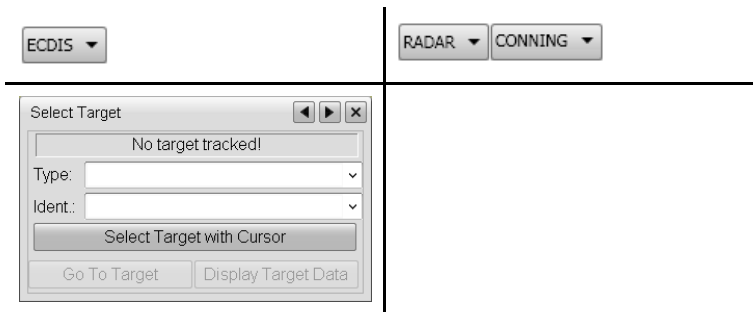 ECDIS
RADAR CONNING
Select Target
No target tracked!
Type:
Ident.:
Select Target with Cursor
Go To Target Display Target Data